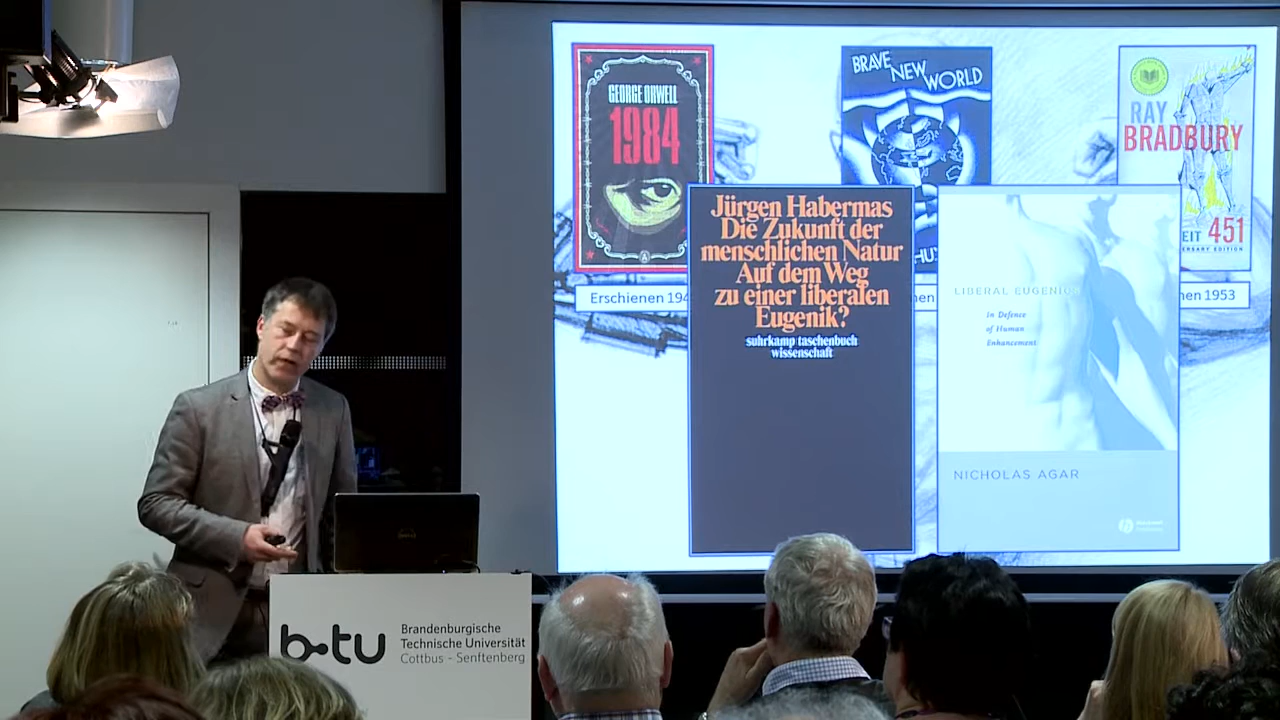 GEORGE ORWELL
1984
Erschienen 194
BRAVE
NEW
WORLD
RAY
BRADBURY
EIT 451
1953
Jürgen Habermas
Die Zukunft der
menschlichen Natur
Auf dem Weg
zu einer liberalen
Eugenik?
suhrkamp taschenbuch
wissenschaft
LIBERAL EUGENICS
in Defence
of Human
Enhancement
NICHOLAS AGAR
b-tu
Brandenburgische
Technische Universität
Cottbus - Senftenberg